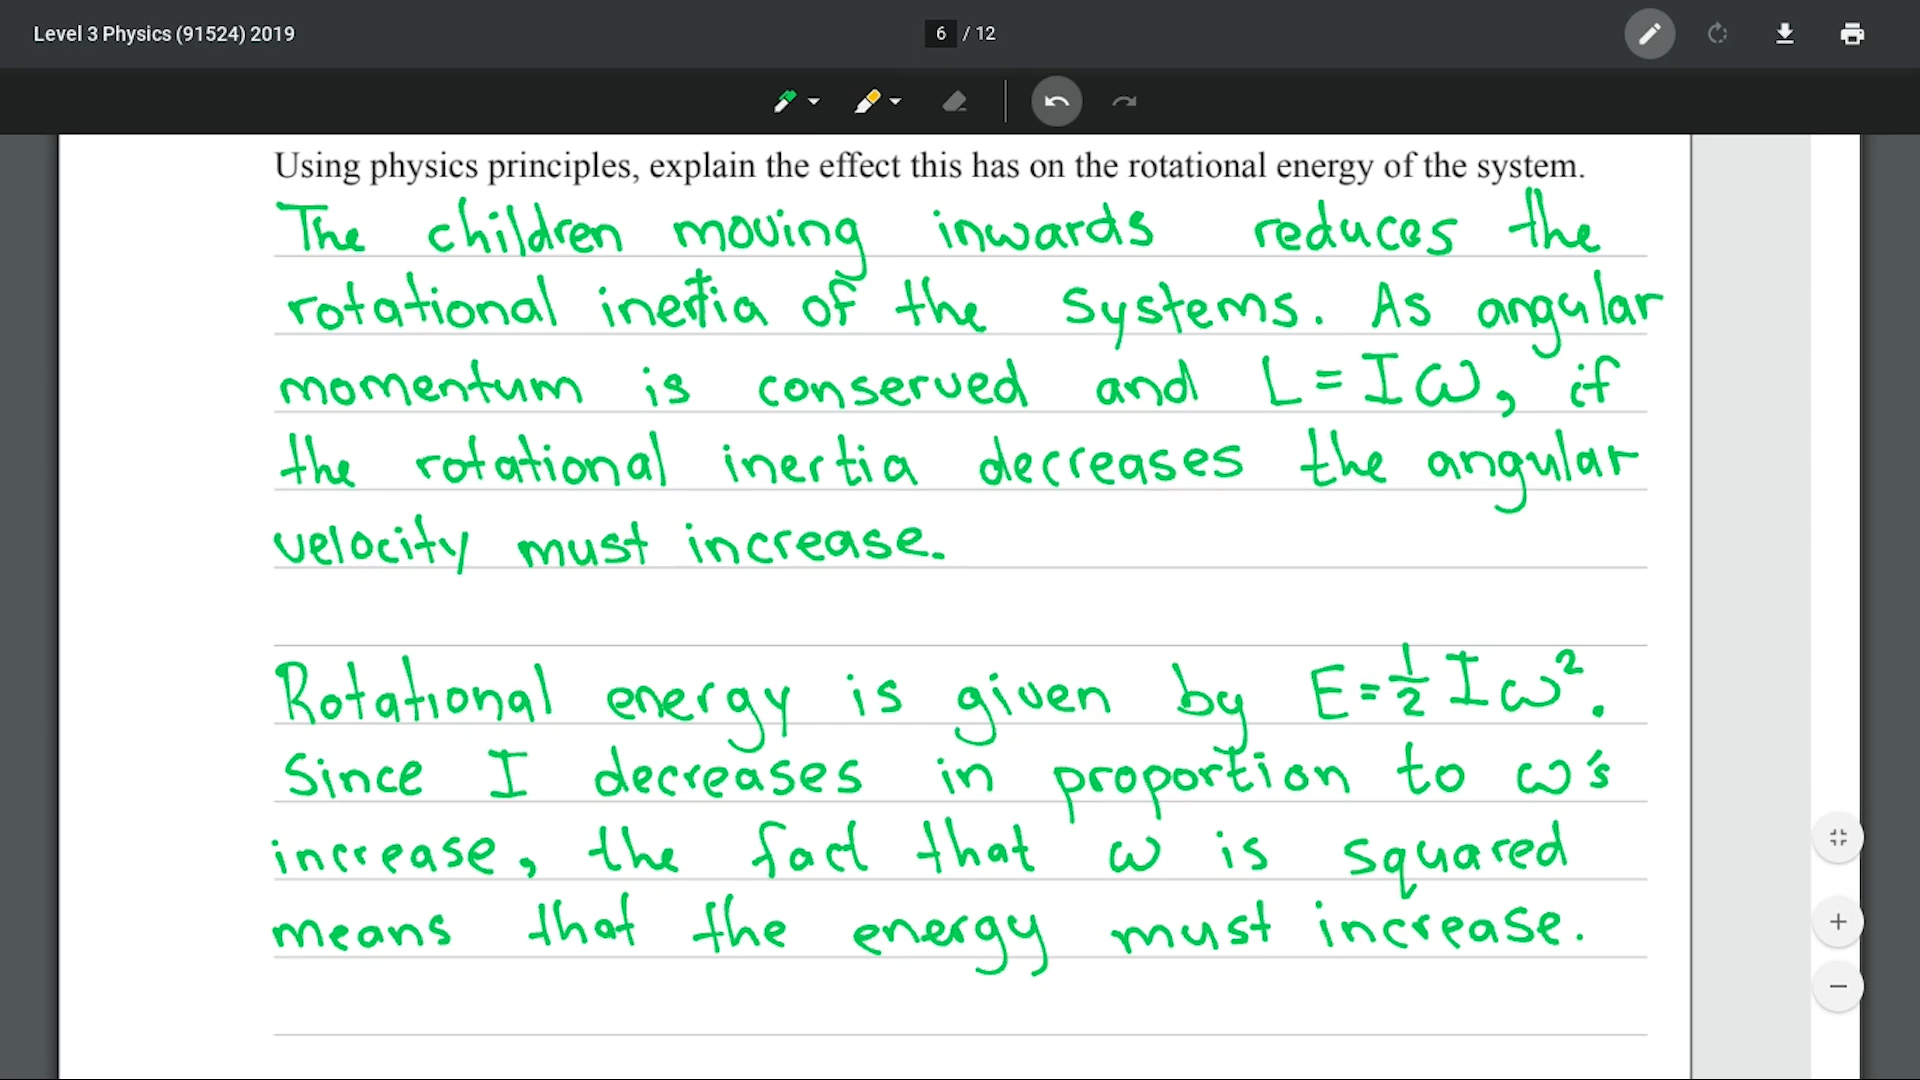 Level 3 Physics (91524) 2019
6 / 12
Using physics principles, explain the effect this has on the rotational energy of the system.
The children moving inwards reduces the
rotational inertia of the systems. As angular
momentum is conserved and L = Iω, if
the rotational inertia decreases the angular
velocity must increase.
Rotational energy is given by E = ½ Iω².
Since I decreases in proportion to ω's
increase, the fact that ω is squared
means that the energy must increase.